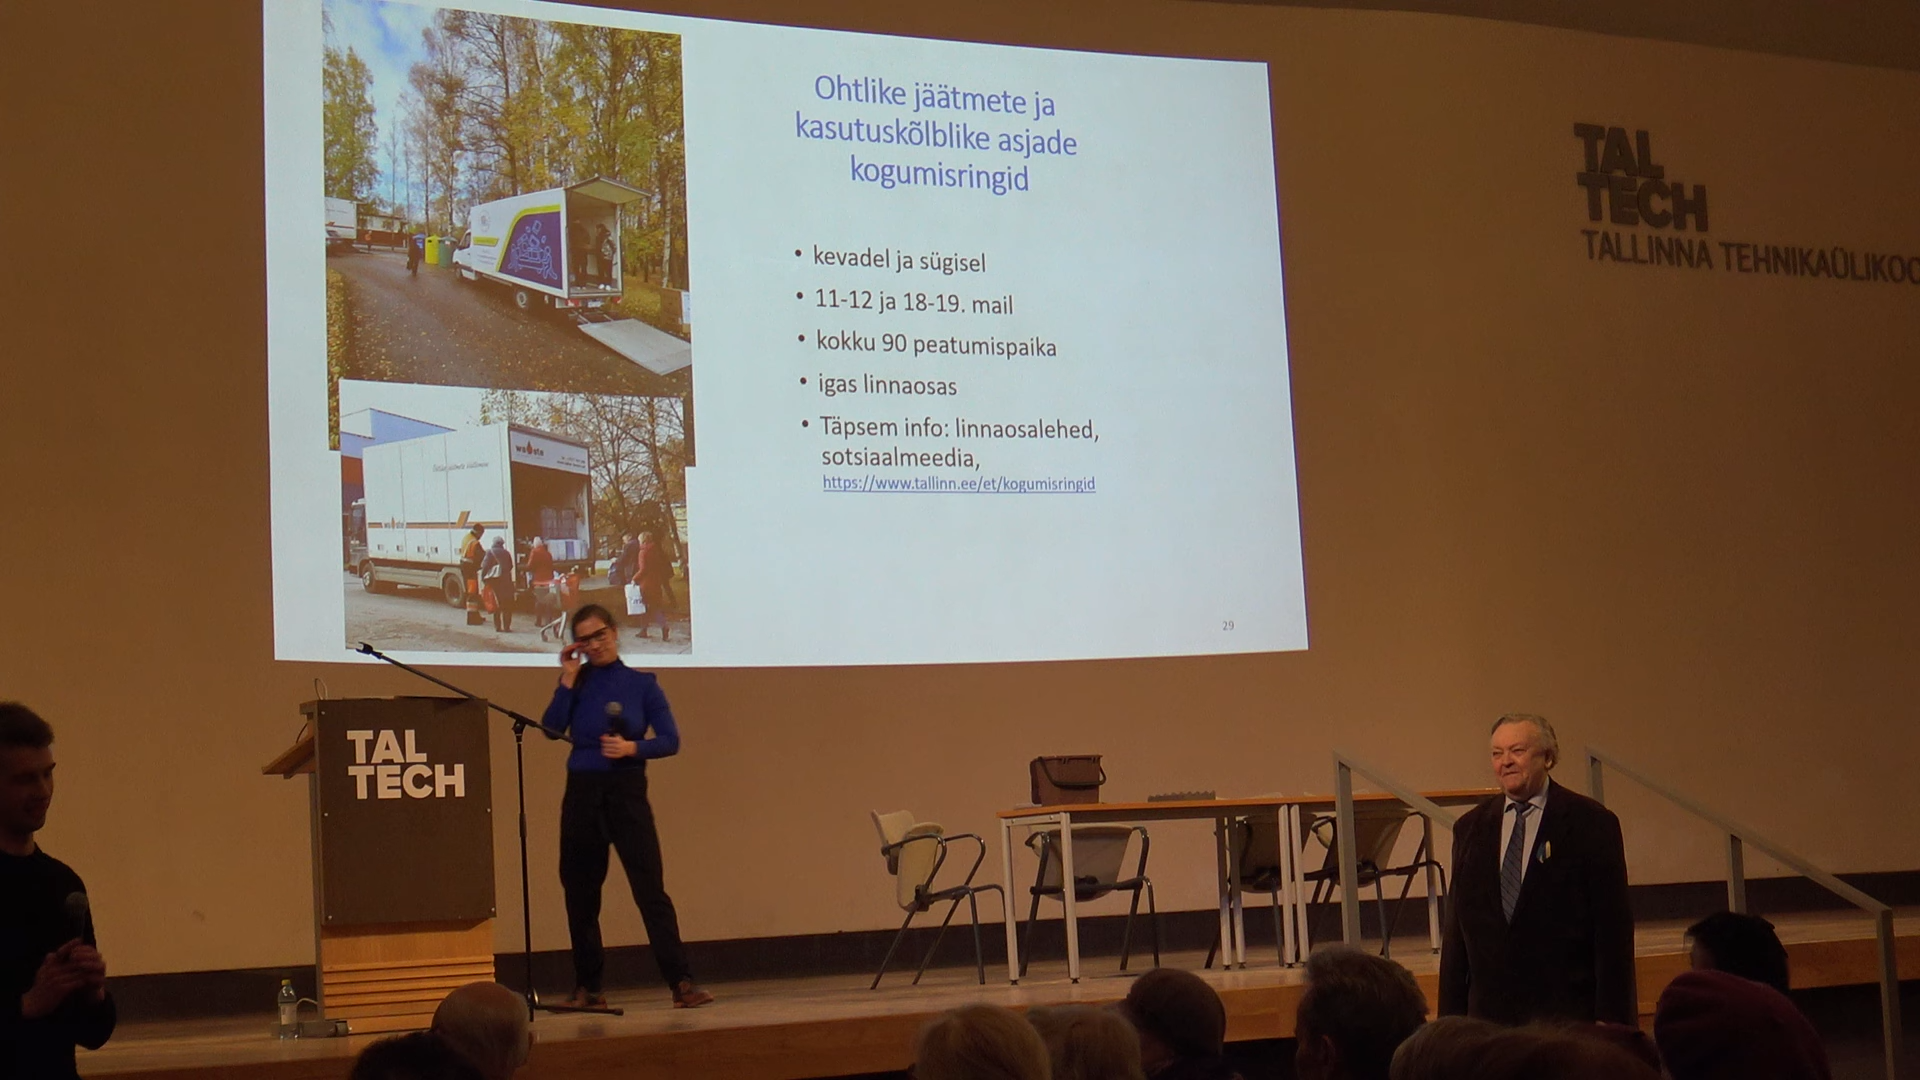 Ohtlike jäätmete ja
kasutuskõlblike asjade
kogumisringid
• kevadel ja sügisel
• 11-12 ja 18-19. mail
• kokku 90 peatumispaika
• igas linnaosas
• Täpsem info: linnaosalehed,
sotsiaalmeedia,
https://www.tallinn.ee/et/kogumisringid
29
TAL
TECH
TALLINNA TEHNIKAÜLIKOO
TAL
TECH